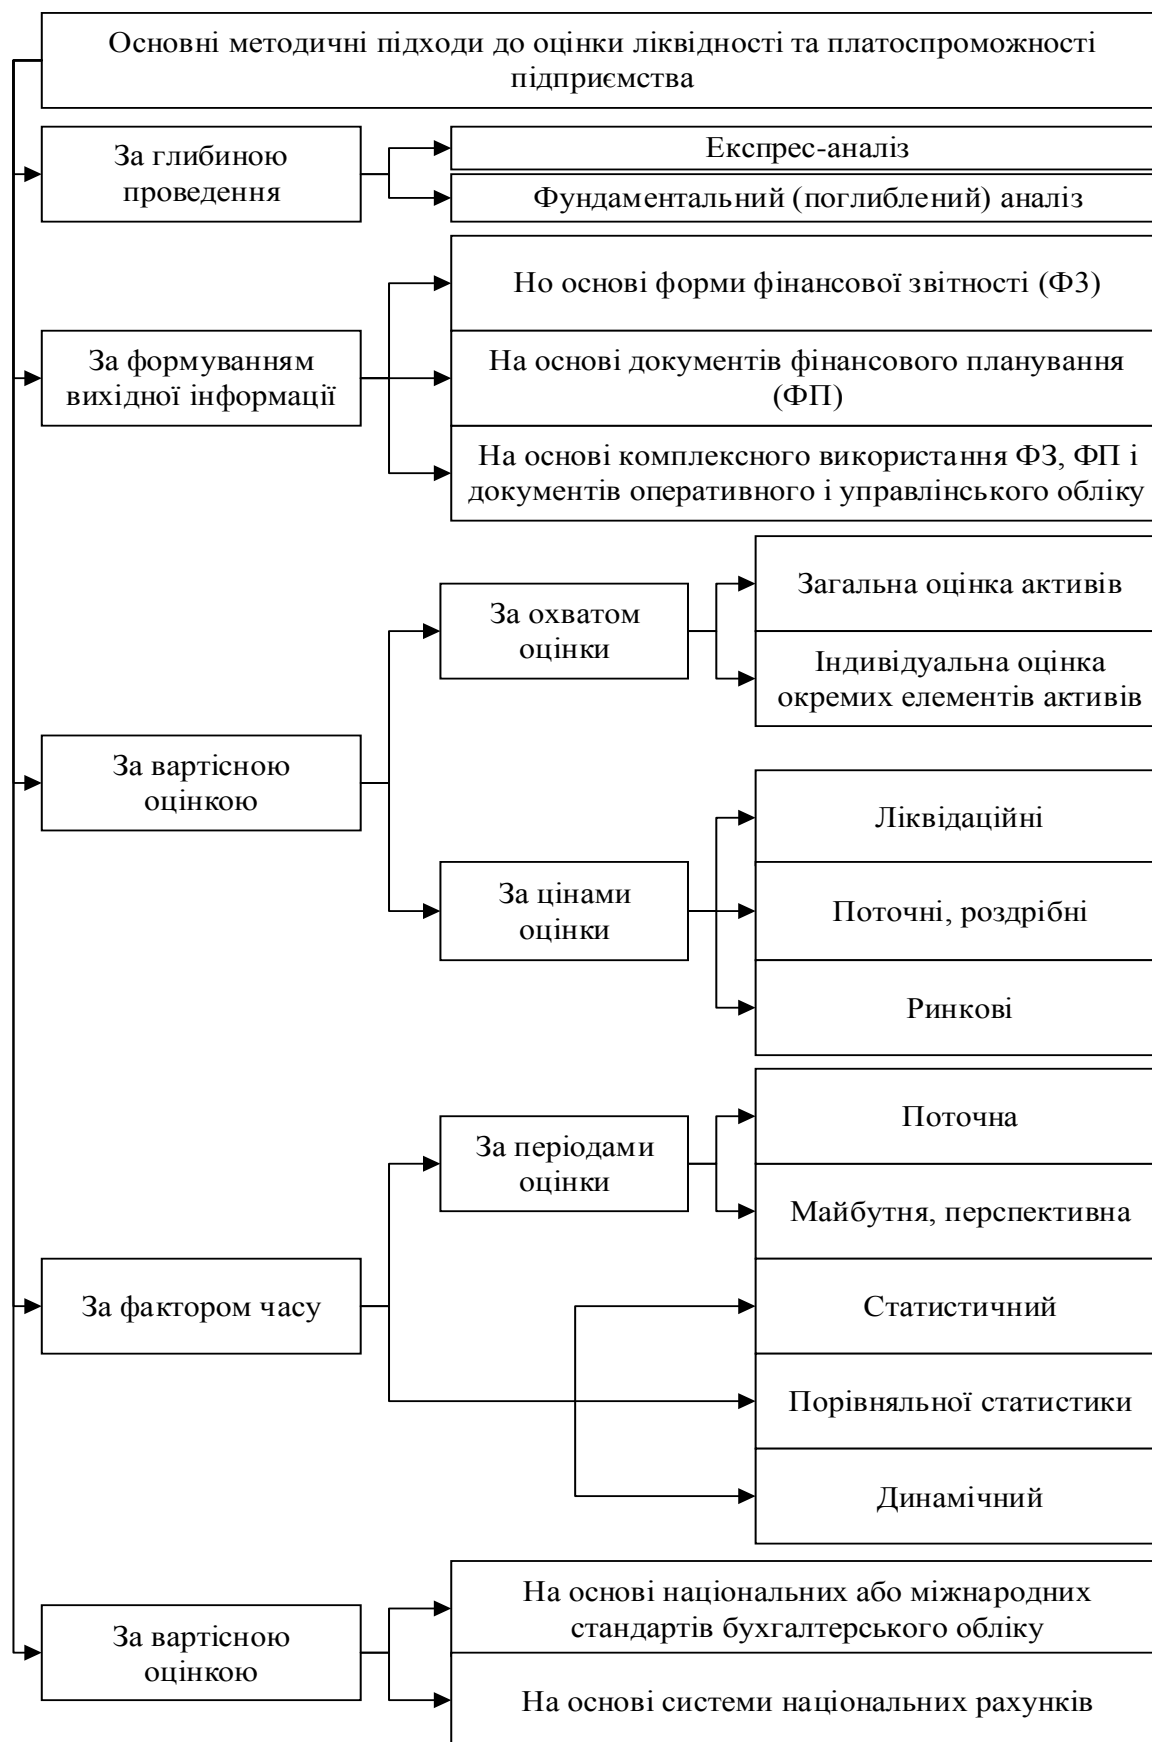 Основні методичні підходи до оцінки ліквідності та платоспроможності
підприємства
За глибиною
проведення
Експрес-аналіз
Фундаментальний (поглиблений) аналіз
За формуванням
вихідної інформації
Но основі форми фінансової звітності (ФЗ)
На основі документів фінансового планування
(ФП)
На основі комплексного використання ФЗ, ФП і
документів оперативного і управлінського обліку
За вартісною
оцінкою
За охватом
оцінки
Загальна оцінка активів
Індивідуальна оцінка
окремих елементів активів
За цінами
оцінки
Ліквідаційні
Поточні, роздрібні
Ринкові
За фактором часу
За періодами
оцінки
Поточна
Майбутня, перспективна
Статистичний
Порівняльної статистики
Динамічний
За вартісною
оцінкою
На основі національних або міжнародних
стандартів бухгалтерського обліку
На основі системи національних рахунків